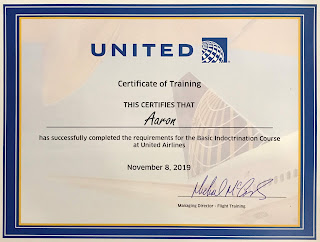 UNITED
Certificate of Training
THIS CERTIFIES THAT
Aaron
has successfully completed the requirements for the Basic Indoctrination Course
at United Airlines
November 8, 2019
Managing Director - Flight Training